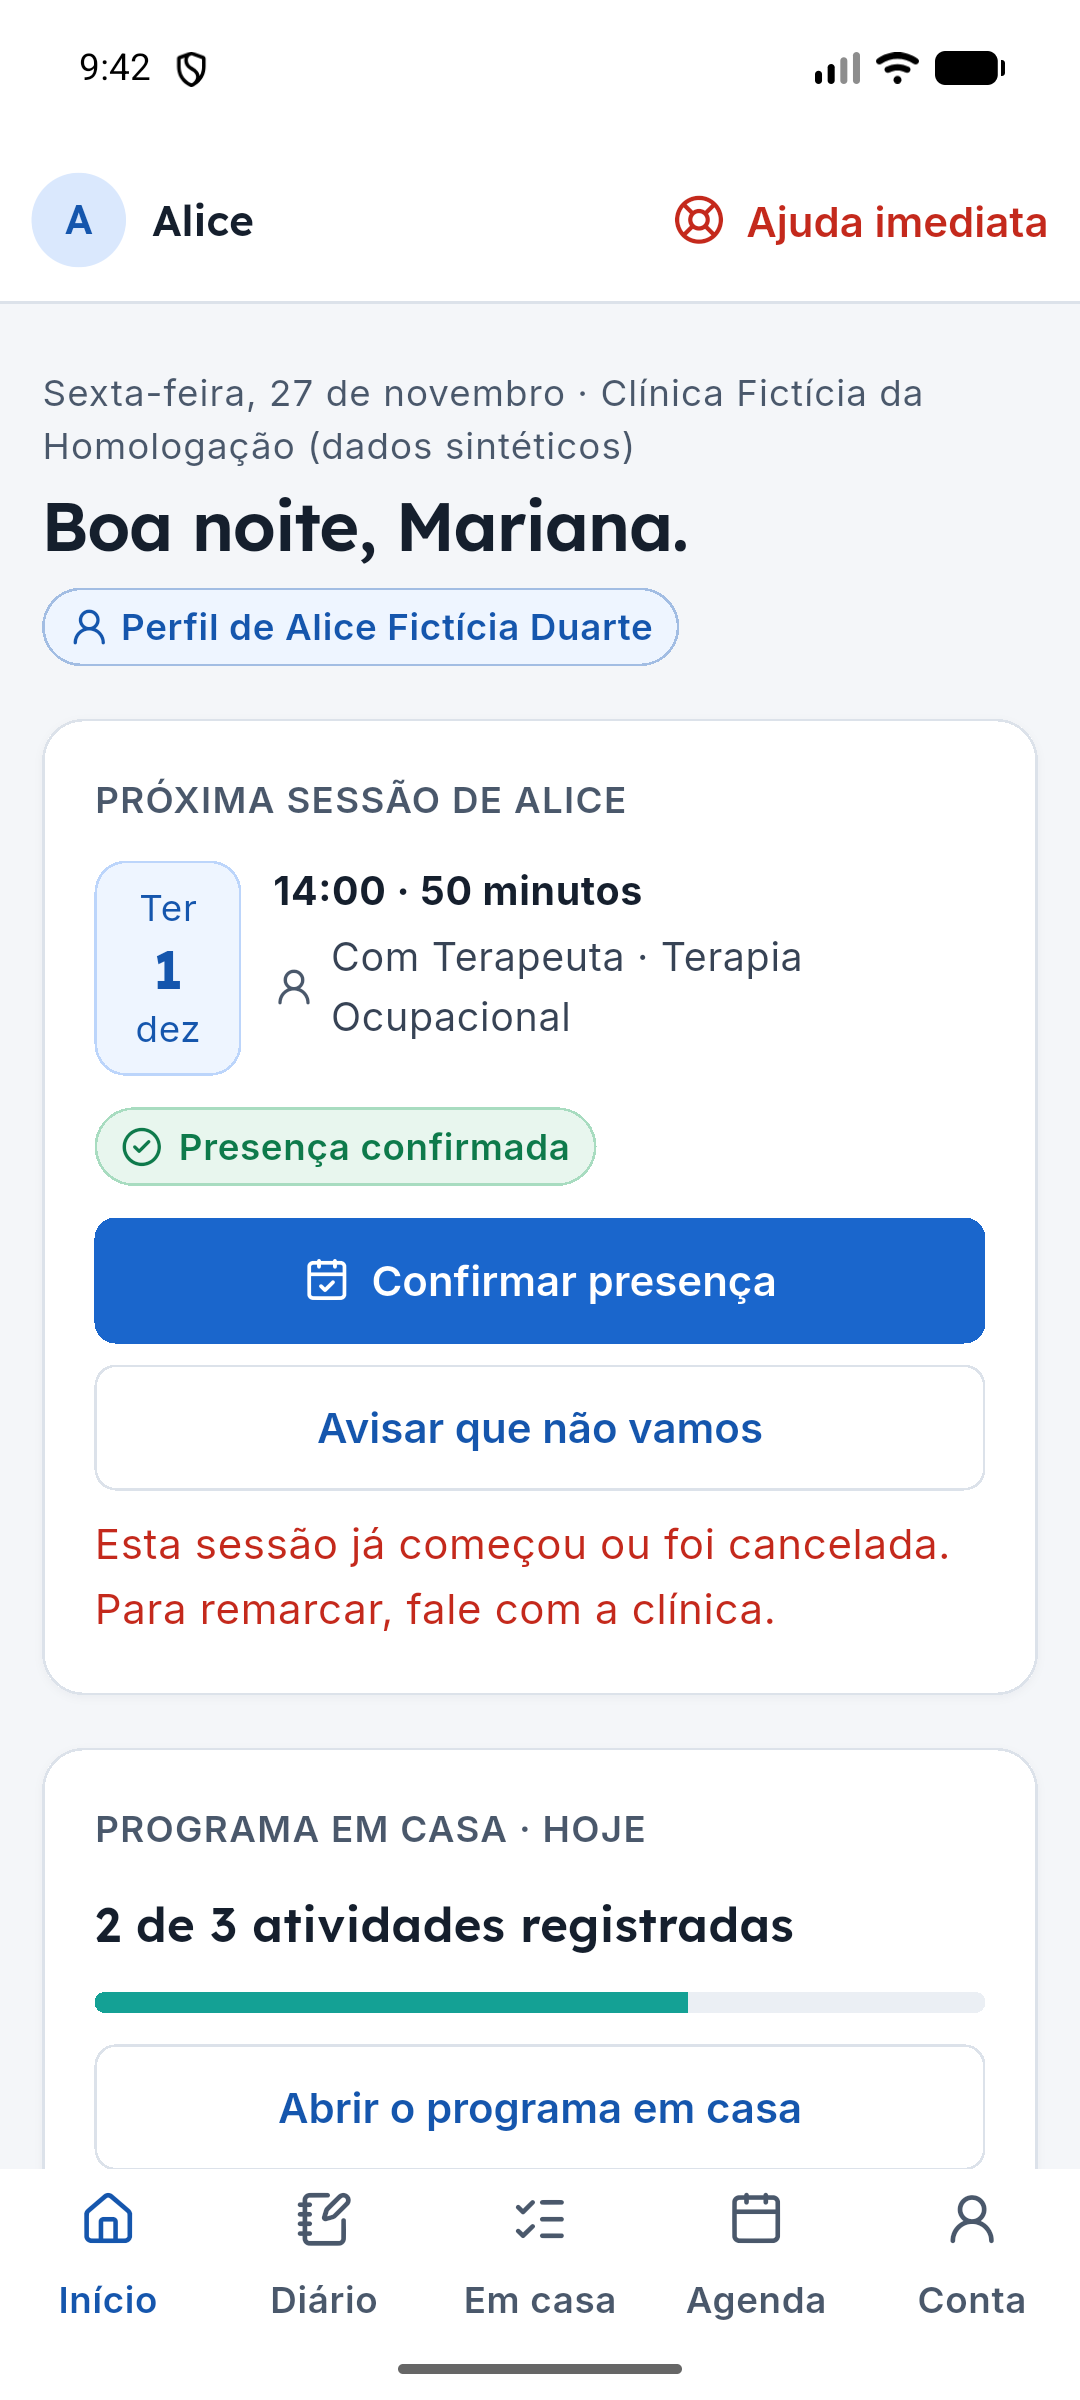 9:42
A Alice Ajuda imediata
Sexta-feira, 27 de novembro · Clínica Fictícia da
Homologação (dados sintéticos)
Boa noite, Mariana.
Perfil de Alice Fictícia Duarte
PRÓXIMA SESSÃO DE ALICE
Ter
1
dez
14:00 · 50 minutos
Com Terapeuta · Terapia
Ocupacional
Presença confirmada
Confirmar presença
Avisar que não vamos
Esta sessão já começou ou foi cancelada.
Para remarcar, fale com a clínica.
PROGRAMA EM CASA · HOJE
2 de 3 atividades registradas
Abrir o programa em casa
Início Diário Em casa Agenda Conta